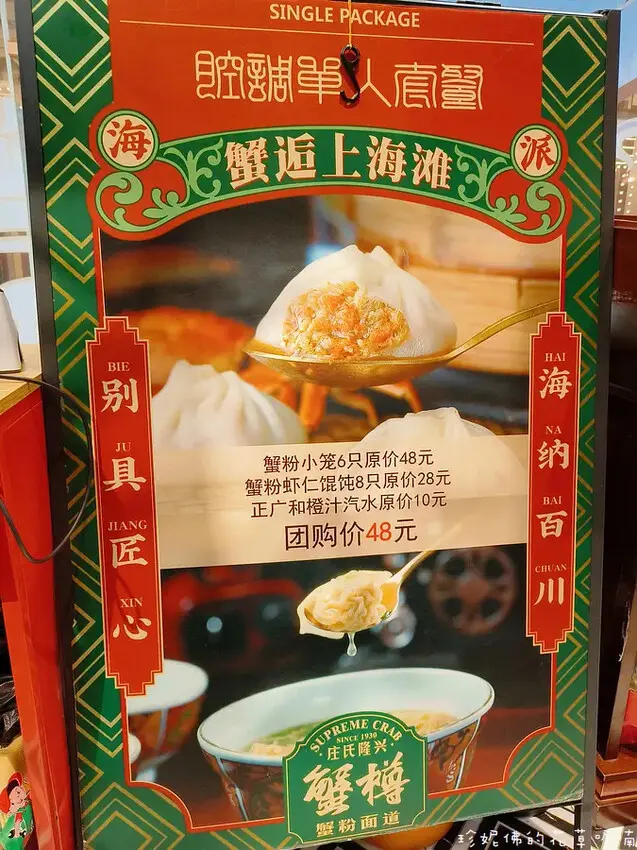 SINGLE PACKAGE
腔調單人套餐
海 派
蟹逅上海滩
BIE 别
JU 具
JIANG 匠
XIN 心
HAI 海
NA 纳
BAI 百
CHUAN 川
蟹粉小笼6只原价48元
蟹粉虾仁馄饨8只原价28元
正广和橙汁汽水原价10元
团购价48元
SUPREME CRAB
SINCE 1930
庄氏隆兴
蟹樽
蟹粉面道